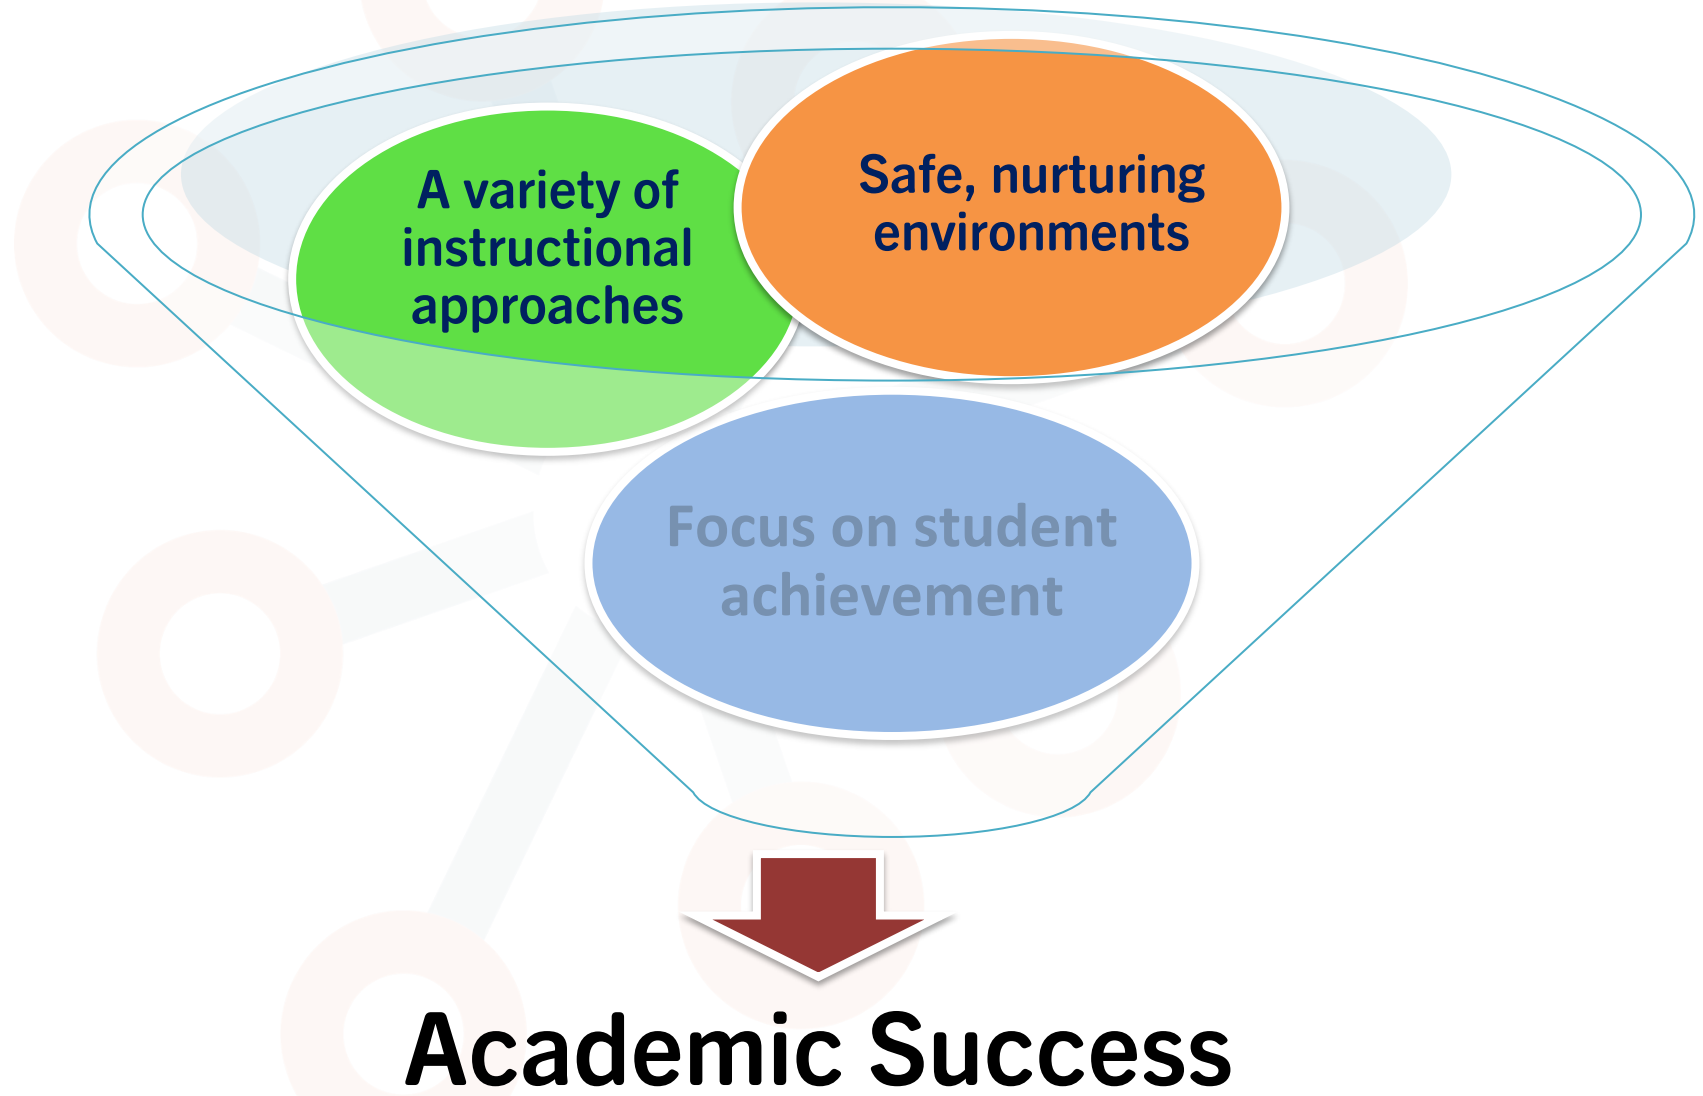 A variety of
instructional
approaches
Safe, nurturing
environments
Focus on student
achievement
Academic Success